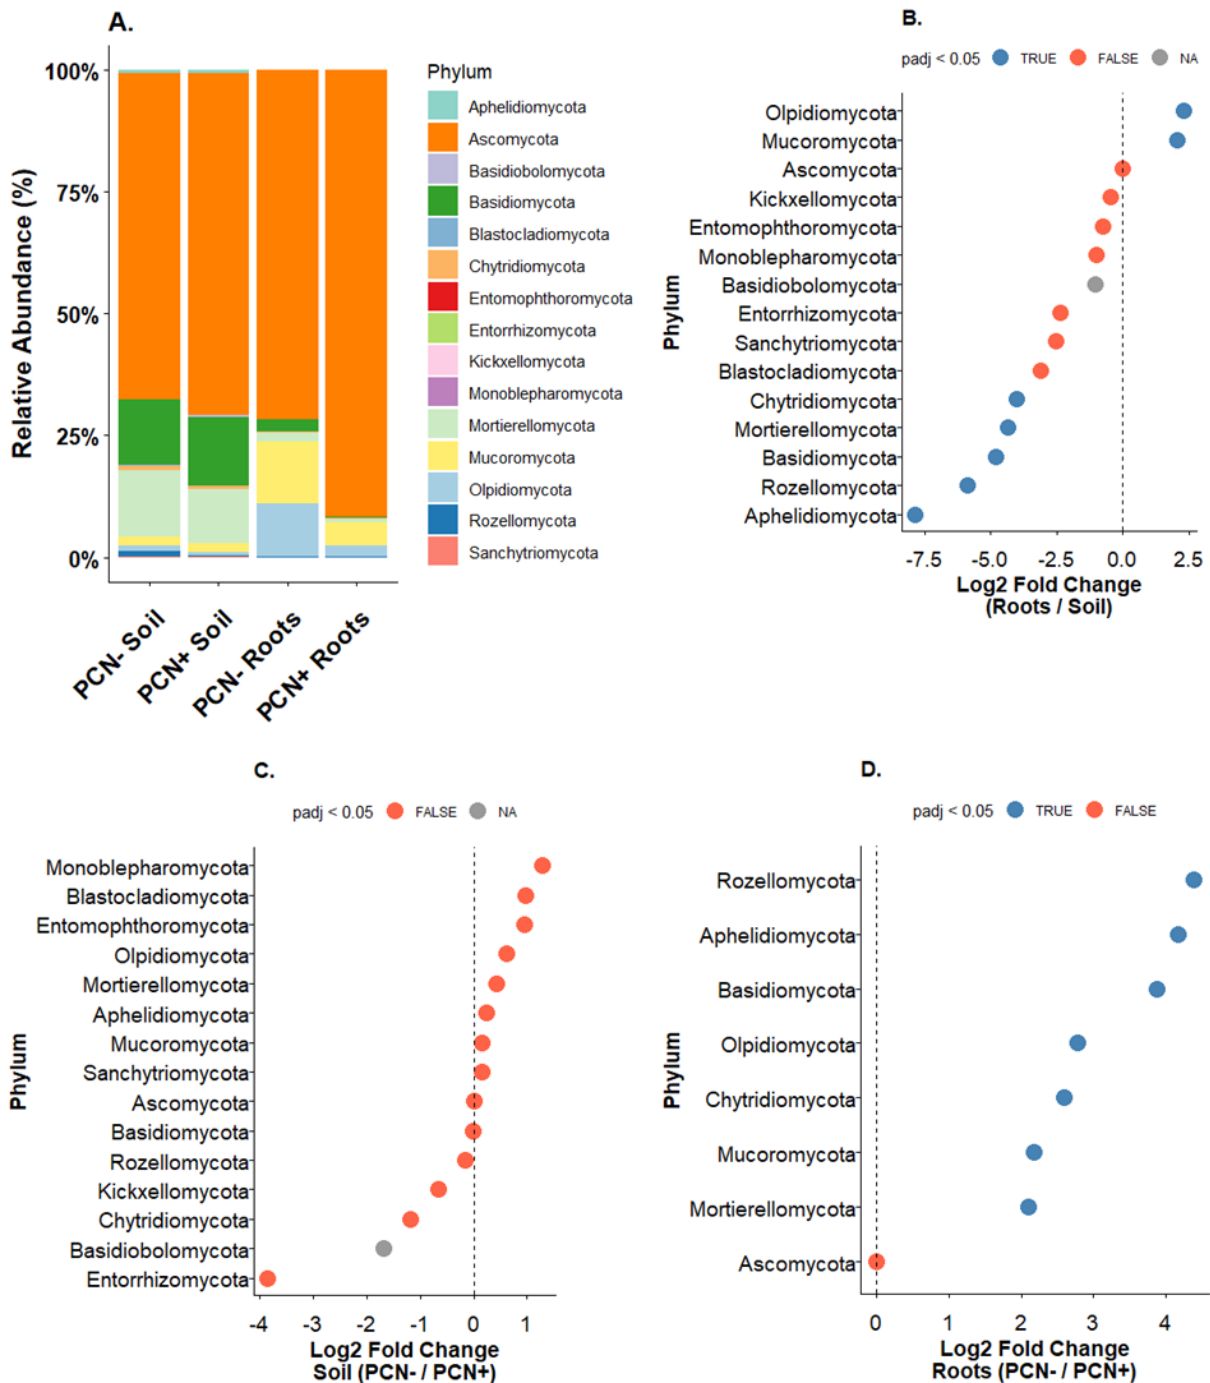 A.
Relative Abundance (%)
100%
75%
50%
25%
0%
PCN- Soil
PCN+ Soil
PCN- Roots
PCN+ Roots
Phylum
Aphelidiomycota
Ascomycota
Basidiobolomycota
Basidiomycota
Blastocladiomycota
Chytridiomycota
Entomophthoromycota
Entorrhizomycota
Kickxellomycota
Monoblepharomycota
Mortierellomycota
Mucoromycota
Olpidiomycota
Rozellomycota
Sanchytriomycota
B.
padj < 0.05 TRUE FALSE NA
Phylum
Olpidiomycota
Mucoromycota
Ascomycota
Kickxellomycota
Entomophthoromycota
Monoblepharomycota
Basidiobolomycota
Entorrhizomycota
Sanchytriomycota
Blastocladiomycota
Chytridiomycota
Mortierellomycota
Basidiomycota
Rozellomycota
Aphelidiomycota
-7.5 -5.0 -2.5 0.0 2.5
Log2 Fold Change
(Roots / Soil)
C.
padj < 0.05 FALSE NA
Phylum
Monoblepharomycota
Blastocladiomycota
Entomophthoromycota
Olpidiomycota
Mortierellomycota
Aphelidiomycota
Mucoromycota
Sanchytriomycota
Ascomycota
Basidiomycota
Rozellomycota
Kickxellomycota
Chytridiomycota
Basidiobolomycota
Entorrhizomycota
-4 -3 -2 -1 0 1
Log2 Fold Change
Soil (PCN- / PCN+)
D.
padj < 0.05 TRUE FALSE
Phylum
Rozellomycota
Aphelidiomycota
Basidiomycota
Olpidiomycota
Chytridiomycota
Mucoromycota
Mortierellomycota
Ascomycota
0 1 2 3 4
Log2 Fold Change
Roots (PCN- / PCN+)